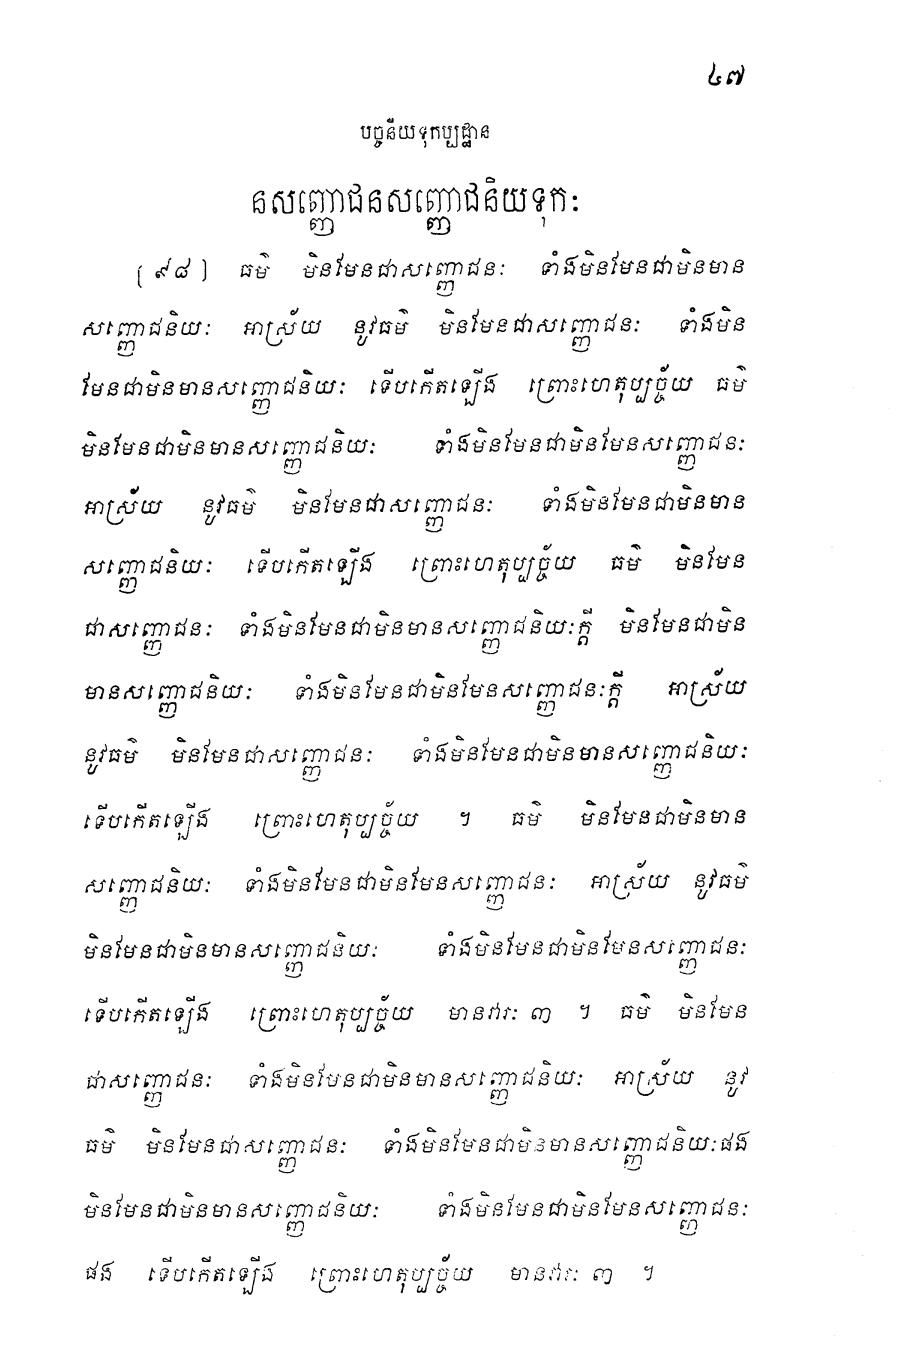 ៤៧
បច្ចនីយទុកប្បដ្ឋាន
នសញ្ញោជនសញ្ញោជនិយទុកៈ
(៩៨) ធម៌ មិនមែនជាសញ្ញោជនៈ ទាំងមិនមែនជាមិនមាន
សញ្ញោជនិយៈ អាស្រ័យ នូវធម៌ មិនមែនជាសញ្ញោជនៈ ទាំងមិន
មែនជាមិនមានសញ្ញោជនិយៈ ទើបកើតឡើង ព្រោះហេតុប្បច្ច័យ ធម៌
មិនមែនជាមិនមានសញ្ញោជនិយៈ ទាំងមិនមែនជាមិនមែនសញ្ញោជនៈ
អាស្រ័យ នូវធម៌ មិនមែនជាសញ្ញោជនៈ ទាំងមិនមែនជាមិនមាន
សញ្ញោជនិយៈ ទើបកើតឡើង ព្រោះហេតុប្បច្ច័យ ធម៌ មិនមែន
ជាសញ្ញោជនៈ ទាំងមិនមែនជាមិនមានសញ្ញោជនិយៈក្តី មិនមែនជាមិន
មានសញ្ញោជនិយៈ ទាំងមិនមែនជាមិនមែនសញ្ញោជនៈក្តី អាស្រ័យ
នូវធម៌ មិនមែនជាសញ្ញោជនៈ ទាំងមិនមែនជាមិនមានសញ្ញោជនិយៈ
ទើបកើតឡើង ព្រោះហេតុប្បច្ច័យ ។ ធម៌ មិនមែនជាមិនមាន
សញ្ញោជនិយៈ ទាំងមិនមែនជាមិនមែនសញ្ញោជនៈ អាស្រ័យ នូវធម៌
មិនមែនជាមិនមានសញ្ញោជនិយៈ ទាំងមិនមែនជាមិនមែនសញ្ញោជនៈ
ទើបកើតឡើង ព្រោះហេតុប្បច្ច័យ មានវារៈ ៣ ។ ធម៌ មិនមែន
ជាសញ្ញោជនៈ ទាំងមិនមែនជាមិនមានសញ្ញោជនិយៈ អាស្រ័យ នូវ
ធម៌ មិនមែនជាសញ្ញោជនៈ ទាំងមិនមែនជាមិនមានសញ្ញោជនិយៈផង
មិនមែនជាមិនមានសញ្ញោជនិយៈ ទាំងមិនមែនជាមិនមែនសញ្ញោជនៈ
ផង ទើបកើតឡើង ព្រោះហេតុប្បច្ច័យ មានវារៈ ៣ ។